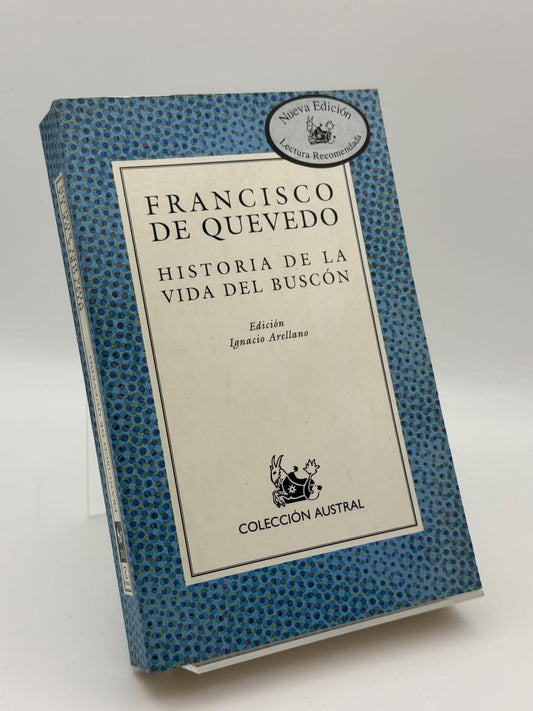 Nueva Edición
Lectura Recomendada
FRANCISCO
DE QUEVEDO
HISTORIA DE LA
VIDA DEL BUSCÓN
Edición
Ignacio Arellano
COLECCIÓN AUSTRAL